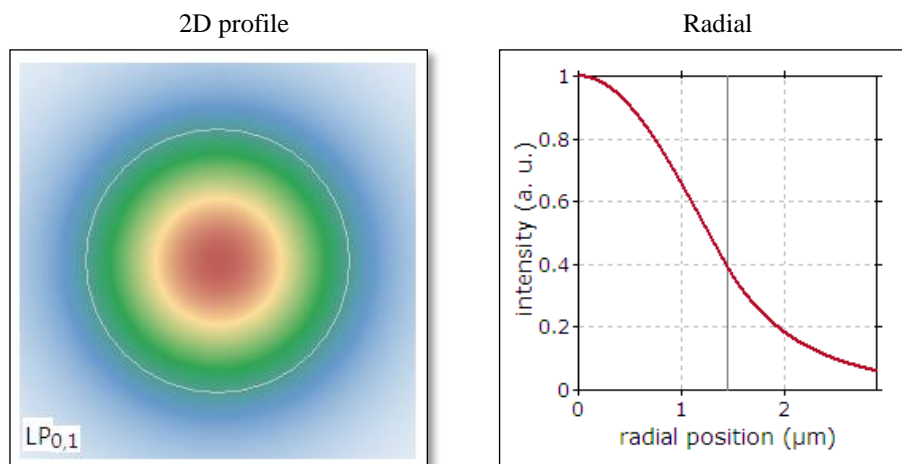 2D profile
Radial
LP0,1
intensity (a. u.)
1
0.8
0.6
0.4
0.2
0
0
1
2
radial position (μm)